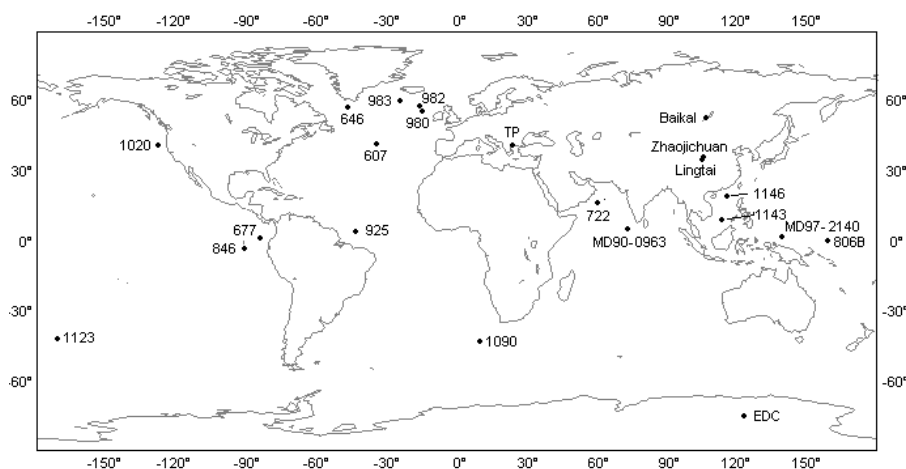 -150° -120° -90° -60° -30° 0° 30° 60° 90° 120° 150°
60° 60°
983 982
646 980
Baikal
1020 607 TP Zhaojichuan
30° Lingtai 30°
1146
722 1143
677 925 MD90-0963 MD97-2140
0° 846 806B 0°
-30° -30°
1123 1090
-60° -60°
EDC
-150° -120° -90° -60° -30° 0° 30° 60° 90° 120° 150°